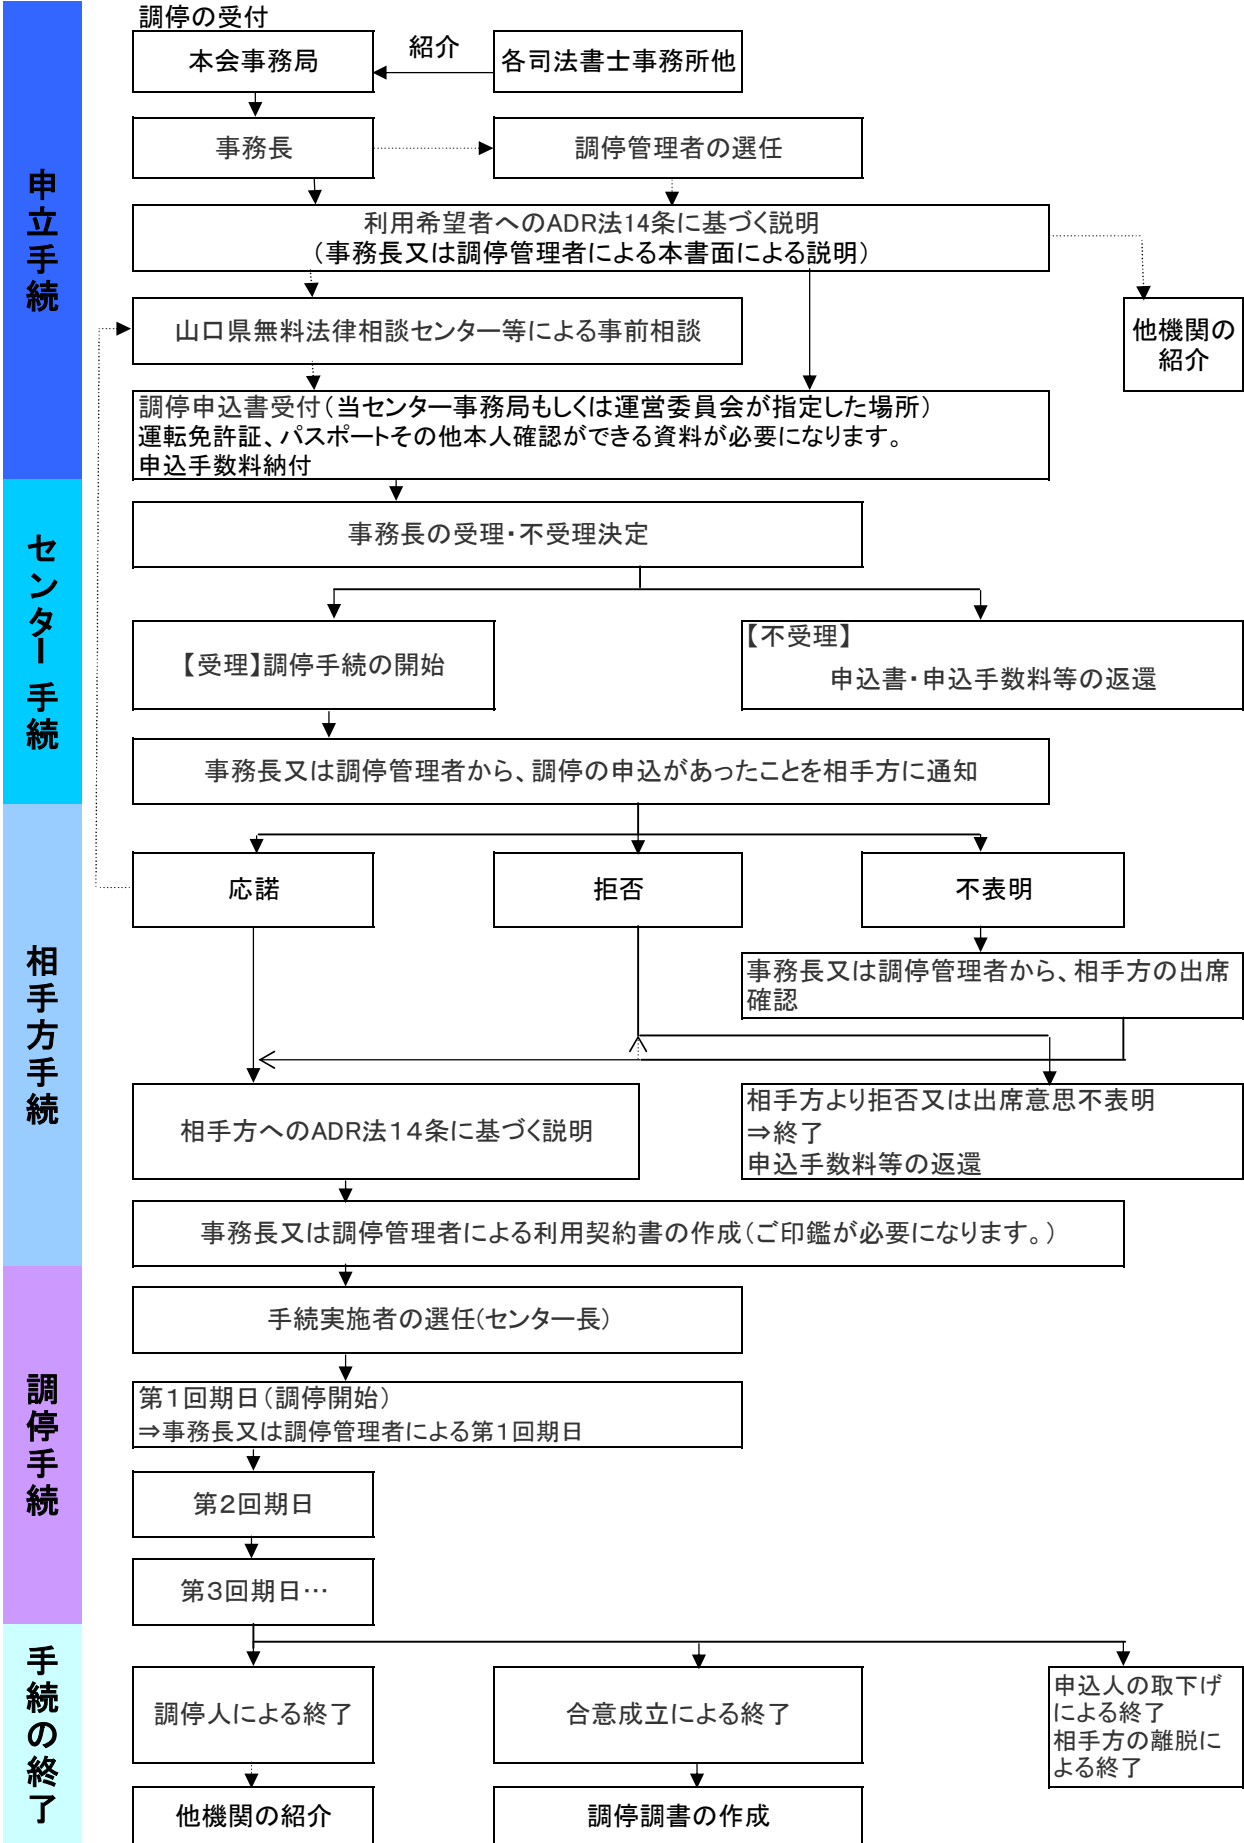 調停の受付
本会事務局
紹介
各司法書士事務所他
事務長
調停管理者の選任
申立手続
利用希望者へのADR法14条に基づく説明
（事務長又は調停管理者による本書面による説明）
山口県無料法律相談センター等による事前相談
他機関の
紹介
調停申込書受付（当センター事務局もしくは運営委員会が指定した場所）
運転免許証、パスポートその他本人確認ができる資料が必要になります。
申込手数料納付
センター手続
事務長の受理・不受理決定
【受理】調停手続の開始
【不受理】
申込書・申込手数料等の返還
事務長又は調停管理者から、調停の申込があったことを相手方に通知
相手方手続
応諾
拒否
不表明
事務長又は調停管理者から、相手方の出席
確認
相手方へのADR法１４条に基づく説明
相手方より拒否又は出席意思不表明
⇒終了
申込手数料等の返還
事務長又は調停管理者による利用契約書の作成（ご印鑑が必要になります。）
調停手続
手続実施者の選任（センター長）
第１回期日（調停開始）
⇒事務長又は調停管理者による第１回期日
第２回期日
第３回期日…
手続の終了
調停人による終了
合意成立による終了
申込人の取下げ
による終了
相手方の離脱に
よる終了
他機関の紹介
調停調書の作成